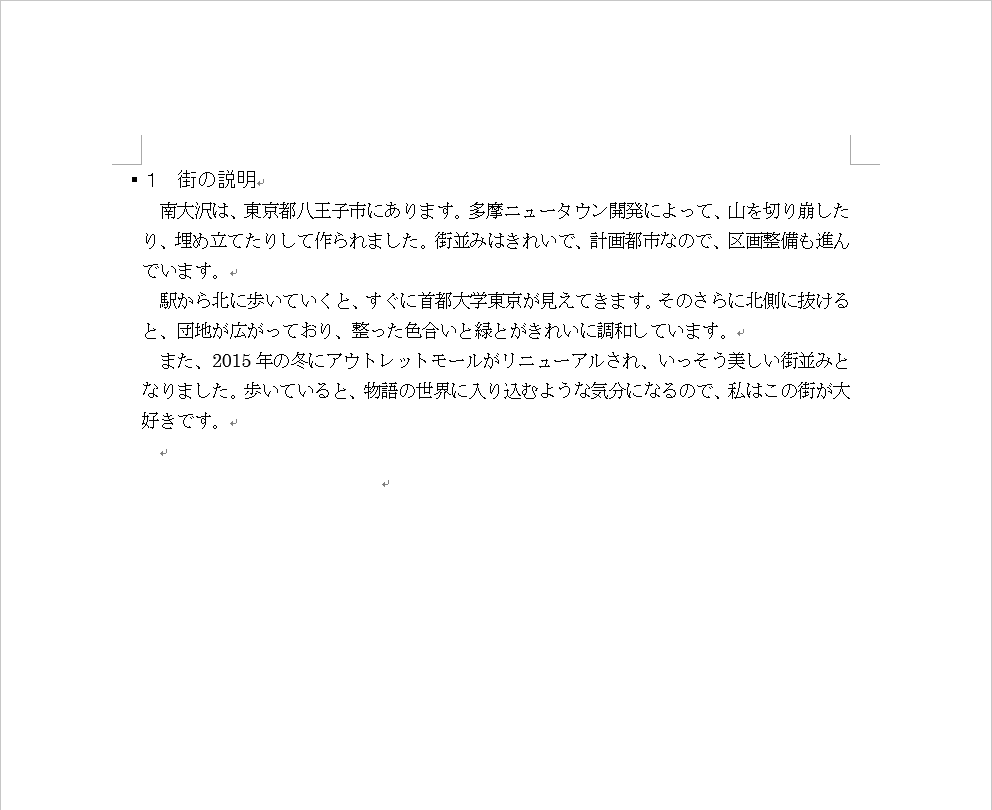 1　街の説明
　南大沢は、東京都八王子市にあります。多摩ニュータウン開発によって、山を切り崩した
り、埋め立てたりして作られました。街並みはきれいで、計画都市なので、区画整備も進ん
でいます。
　駅から北に歩いていくと、すぐに首都大学東京が見えてきます。そのさらに北側に抜ける
と、団地が広がっており、整った色合いと緑とがきれいに調和しています。
　また、2015 年の冬にアウトレットモールがリニューアルされ、いっそう美しい街並みと
なりました。歩いていると、物語の世界に入り込むような気分になるので、私はこの街が大
好きです。